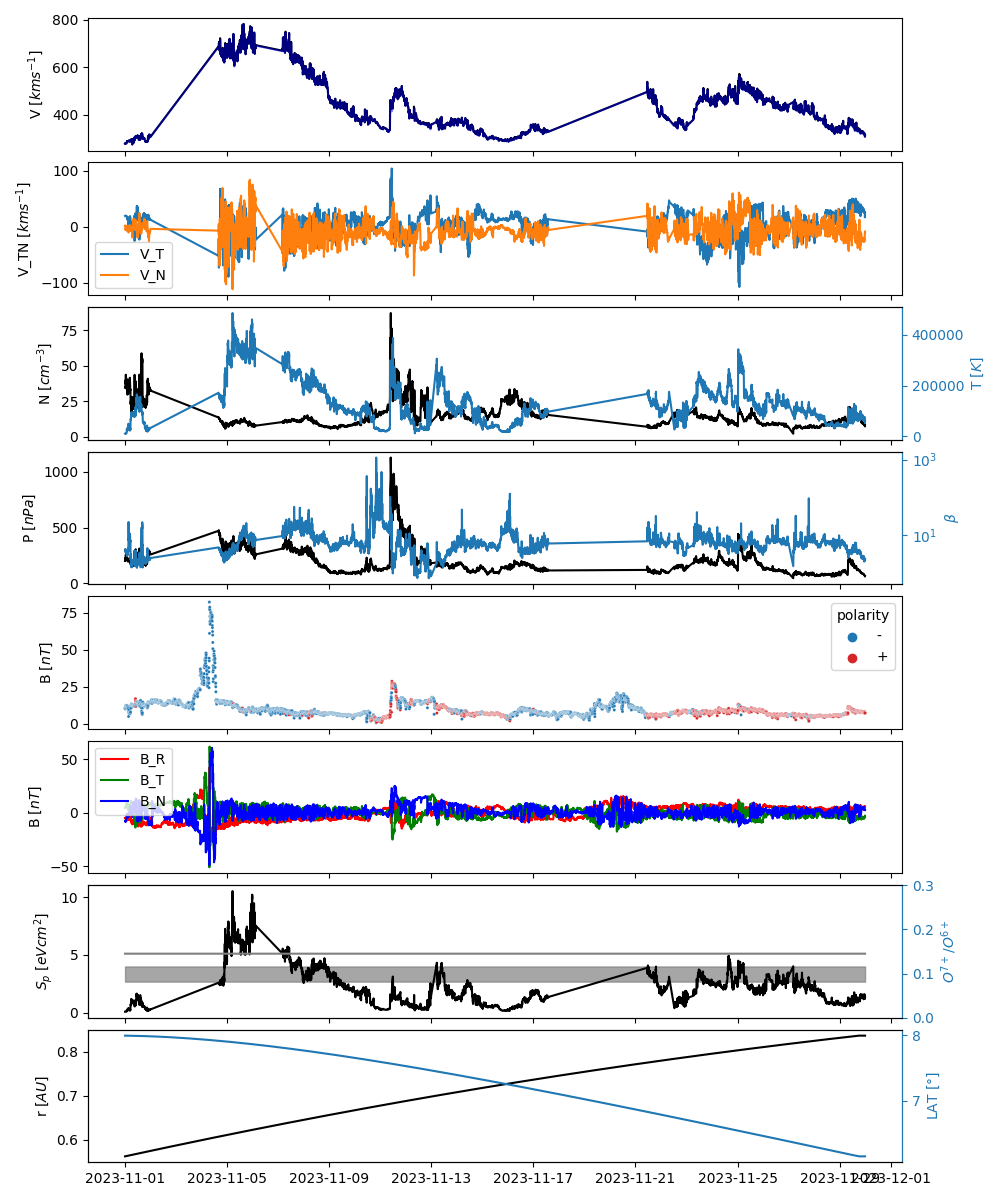 800
600
400
V [kms⁻¹]
100
0
−100
V_TN [kms⁻¹]
V_T
V_N
75
50
25
0
N [cm⁻³]
400000
200000
0
T [K]
1000
500
0
P [nPa]
10³
10¹
β
75
50
25
0
B [nT]
polarity
-
+
50
0
−50
B [nT]
B_R
B_T
B_N
10
5
0
Sₚ [eVcm²]
0.3
0.2
0.1
0.0
O⁷⁺/O⁶⁺
0.8
0.7
0.6
r [AU]
8
7
LAT [°]
2023-11-01 2023-11-05 2023-11-09 2023-11-13 2023-11-17 2023-11-21 2023-11-25 2023-11-29 2023-12-01